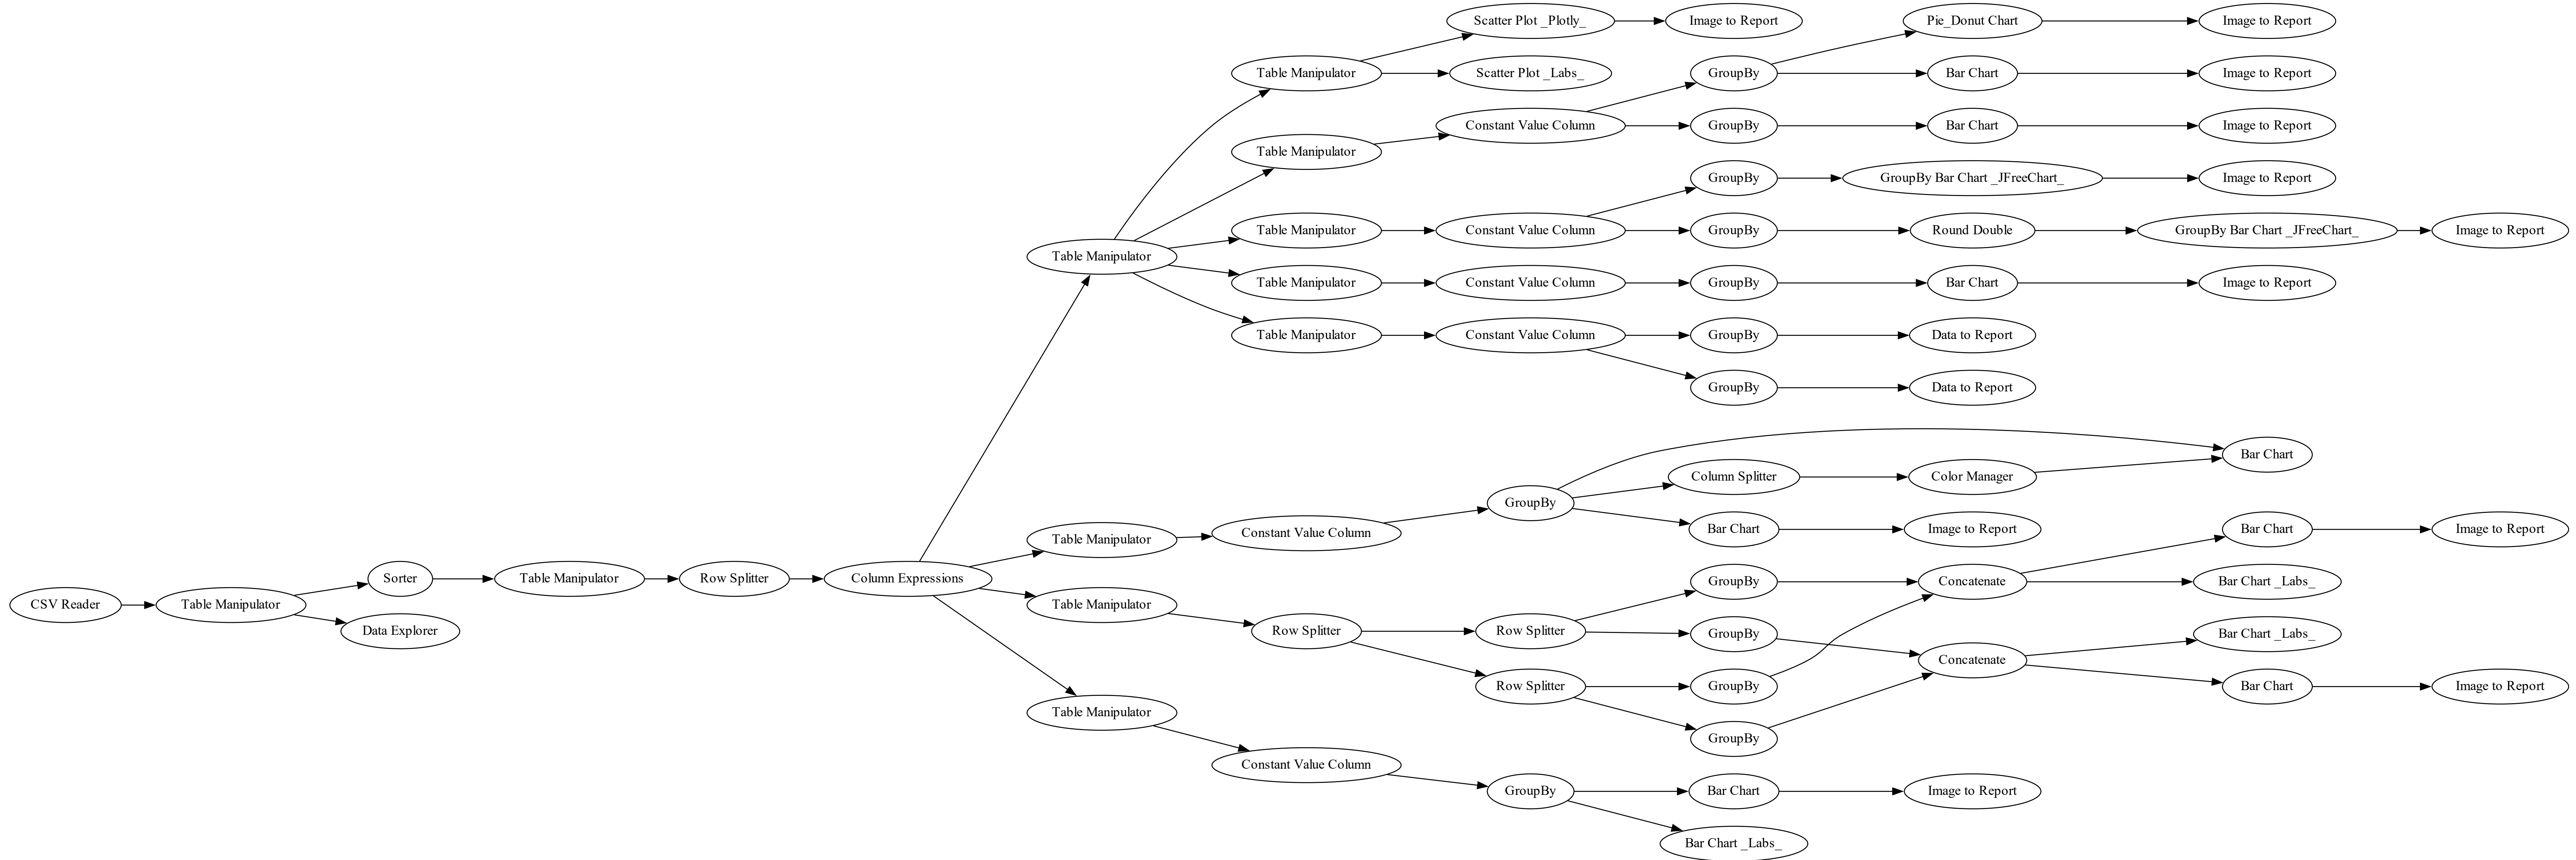 Scatter Plot _Plotly_
Image to Report
Pie_Donut Chart
Image to Report
Table Manipulator
Scatter Plot _Labs_
GroupBy
Bar Chart
Image to Report
Constant Value Column
GroupBy
Bar Chart
Image to Report
Table Manipulator
GroupBy
GroupBy Bar Chart _JFreeChart_
Image to Report
Table Manipulator
Constant Value Column
GroupBy
Round Double
GroupBy Bar Chart _JFreeChart_
Image to Report
Table Manipulator
Table Manipulator
Constant Value Column
GroupBy
Bar Chart
Image to Report
Table Manipulator
Constant Value Column
GroupBy
Data to Report
GroupBy
Data to Report
Bar Chart
Column Splitter
Color Manager
GroupBy
Table Manipulator
Constant Value Column
Bar Chart
Image to Report
Bar Chart
Image to Report
Sorter
Table Manipulator
Row Splitter
Column Expressions
GroupBy
Concatenate
Bar Chart _Labs_
CSV Reader
Table Manipulator
Table Manipulator
Data Explorer
Row Splitter
Row Splitter
GroupBy
Bar Chart _Labs_
Concatenate
Row Splitter
GroupBy
Bar Chart
Image to Report
Table Manipulator
GroupBy
Constant Value Column
GroupBy
Bar Chart
Image to Report
Bar Chart _Labs_